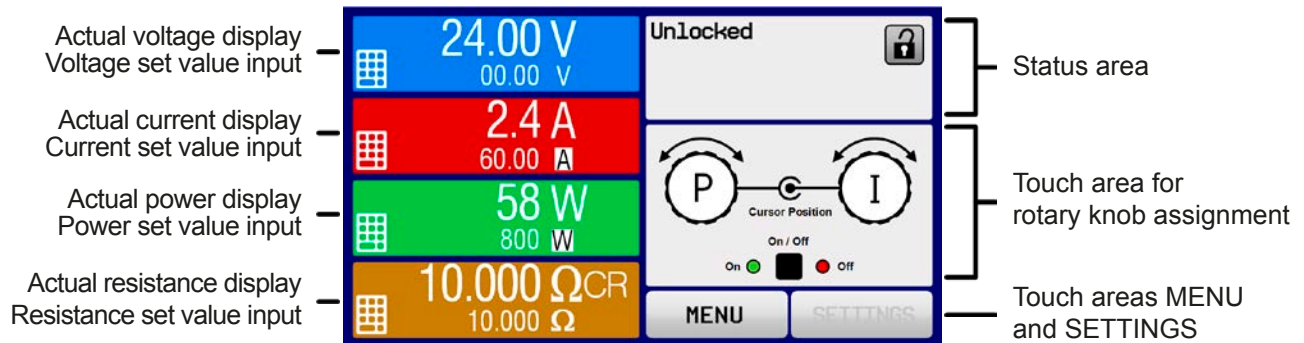 Actual voltage display
Voltage set value input
Actual current display
Current set value input
Actual power display
Power set value input
Actual resistance display
Resistance set value input
24.00 V
00.00 V
2.4 A
60.00 A
58 W
800 W
10.000 ΩCR
10.000 Ω
Unlocked
P
I
Cursor Position
On / Off
On
Off
MENU
SETTINGS
Status area
Touch area for
rotary knob assignment
Touch areas MENU
and SETTINGS